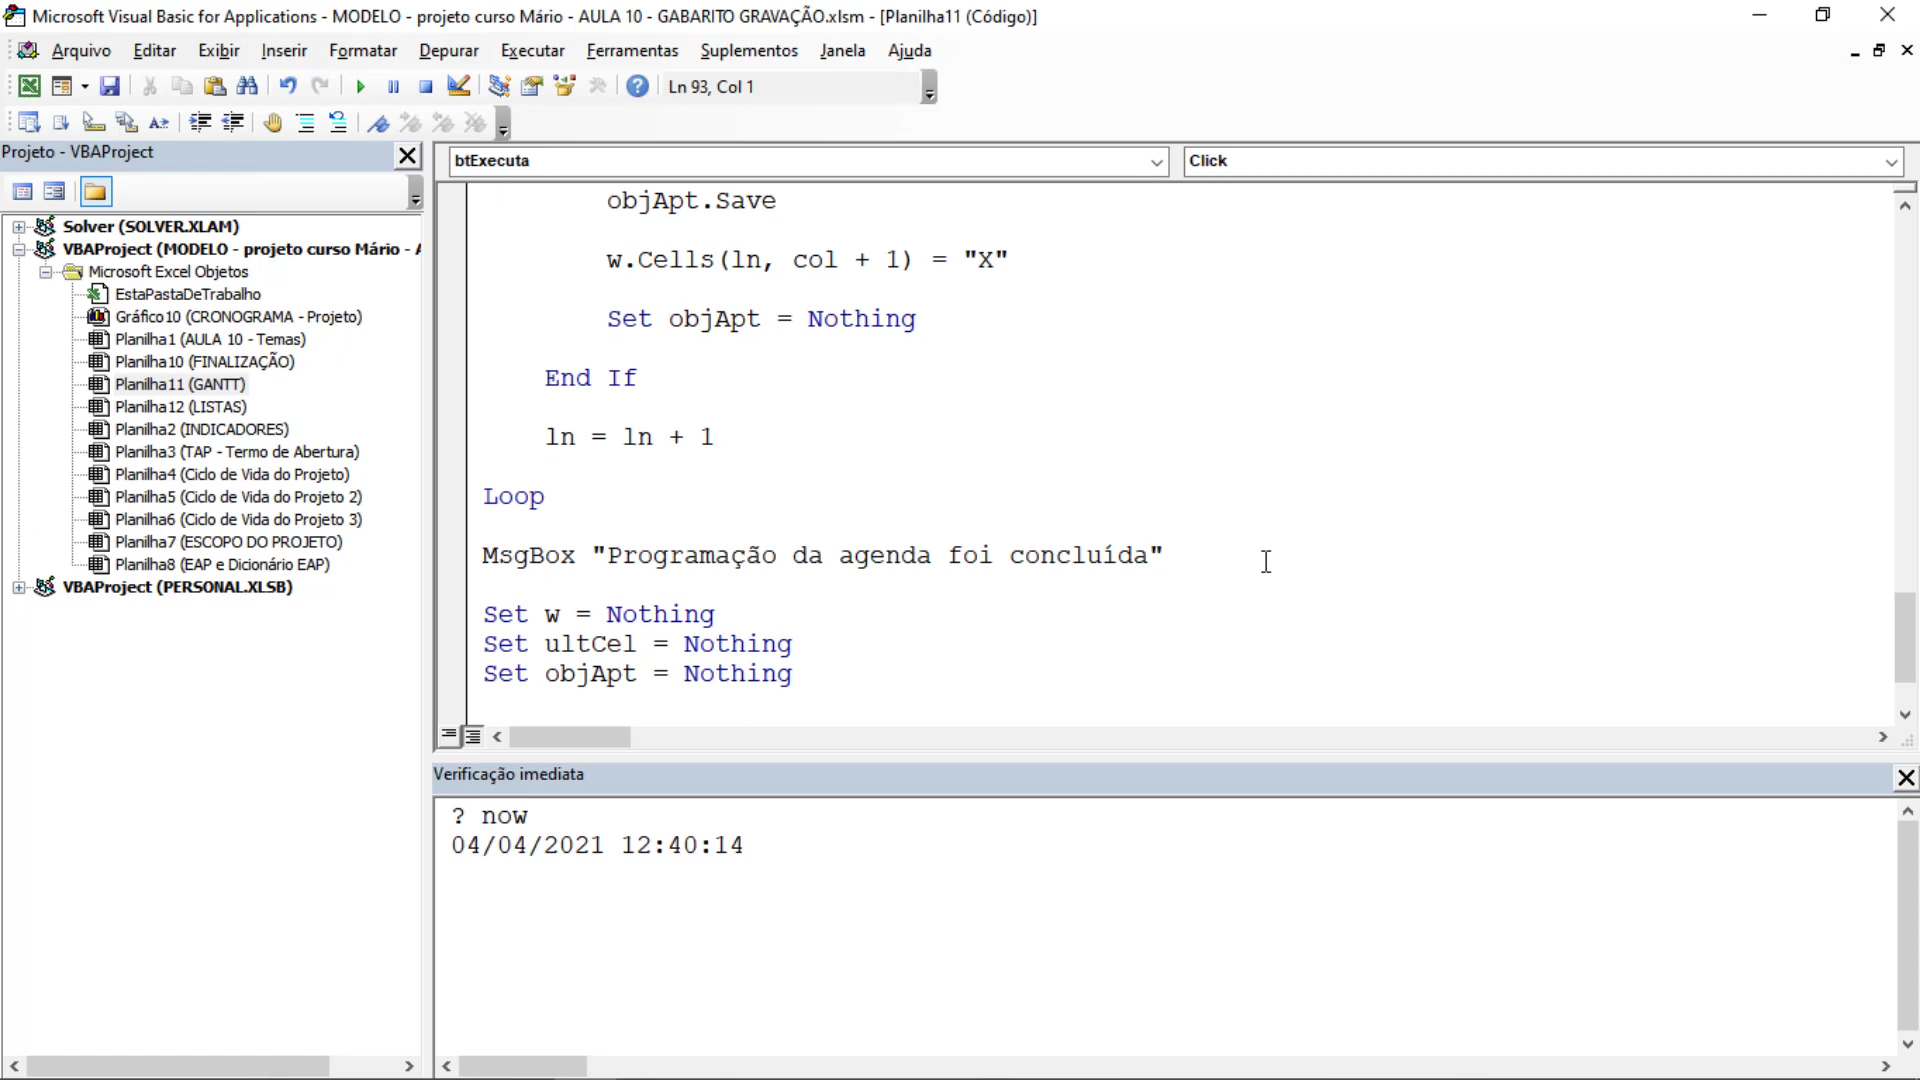 Microsoft Visual Basic for Applications - MODELO - projeto curso Mário - AULA 10 - GABARITO GRAVAÇÃO.xlsm - [Planilha11 (Código)]
Arquivo Editar Exibir Inserir Formatar Depurar Executar Ferramentas Suplementos Janela Ajuda
Ln 93, Col 1
Projeto - VBAProject
Solver (SOLVER.XLAM)
VBAProject (MODELO - projeto curso Mário - A
Microsoft Excel Objetos
EstaPastaDeTrabalho
Gráfico10 (CRONOGRAMA - Projeto)
Planilha1 (AULA 10 - Temas)
Planilha10 (FINALIZAÇÃO)
Planilha11 (GANTT)
Planilha12 (LISTAS)
Planilha2 (INDICADORES)
Planilha3 (TAP - Termo de Abertura)
Planilha4 (Ciclo de Vida do Projeto)
Planilha5 (Ciclo de Vida do Projeto 2)
Planilha6 (Ciclo de Vida do Projeto 3)
Planilha7 (ESCOPO DO PROJETO)
Planilha8 (EAP e Dicionário EAP)
VBAProject (PERSONAL.XLSB)
btExecuta
Click
objApt.Save
w.Cells(ln, col + 1) = "X"
Set objApt = Nothing
End If
ln = ln + 1
Loop
MsgBox "Programação da agenda foi concluída"
Set w = Nothing
Set ultCel = Nothing
Set objApt = Nothing
Verificação imediata
? now
04/04/2021 12:40:14